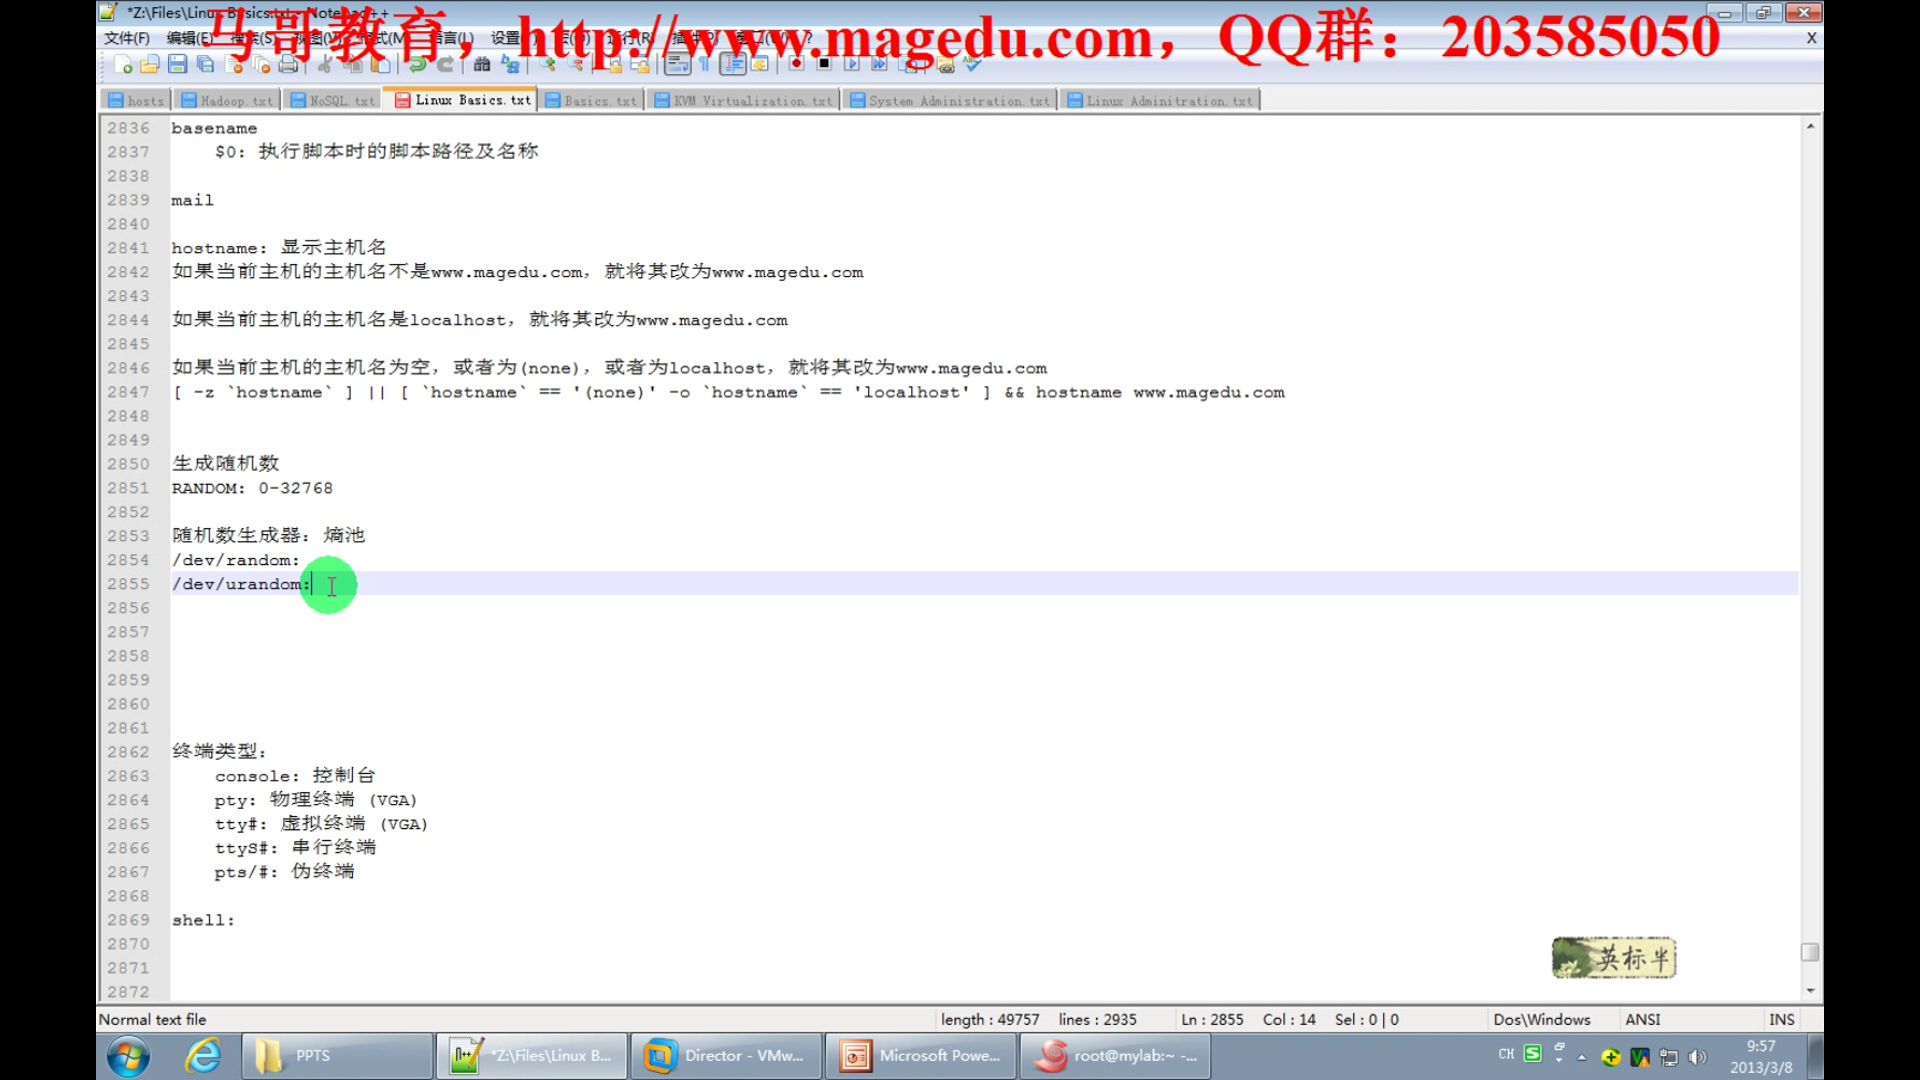 *Z:\Files\Linux Basics.txt - Notepad++
马哥教育，http://www.magedu.com，QQ群：203585050
文件(F) 编辑(E) 搜索(S) 视图(V) 格式(M) 语言(L) 设置 运行(R) X
hosts Hadoop.txt NoSQL.txt Linux Basics.txt Basics.txt KVM Virtualization.txt System Administration.txt Linux Adminitration.txt
2836 basename
2837 $0: 执行脚本时的脚本路径及名称
2838
2839 mail
2840
2841 hostname: 显示主机名
2842 如果当前主机的主机名不是www.magedu.com, 就将其改为www.magedu.com
2843
2844 如果当前主机的主机名是localhost, 就将其改为www.magedu.com
2845
2846 如果当前主机的主机名为空, 或者为(none), 或者为localhost, 就将其改为www.magedu.com
2847 [ -z `hostname` ] || [ `hostname` == '(none)' -o `hostname` == 'localhost' ] && hostname www.magedu.com
2848
2849
2850 生成随机数
2851 RANDOM: 0-32768
2852
2853 随机数生成器: 熵池
2854 /dev/random:
2855 /dev/urandom:
2856
2857
2858
2859
2860
2861
2862 终端类型:
2863 console: 控制台
2864 pty: 物理终端 (VGA)
2865 tty#: 虚拟终端 (VGA)
2866 ttyS#: 串行终端
2867 pts/#: 伪终端
2868
2869 shell:
2870
2871
2872
英标半
Normal text file length : 49757 lines : 2935 Ln : 2855 Col : 14 Sel : 0 | 0 Dos\Windows ANSI INS
PPTS *Z:\Files\Linux B... Director - VMw... Microsoft Powe... root@mylab:~ -... CH 9:57
2013/3/8